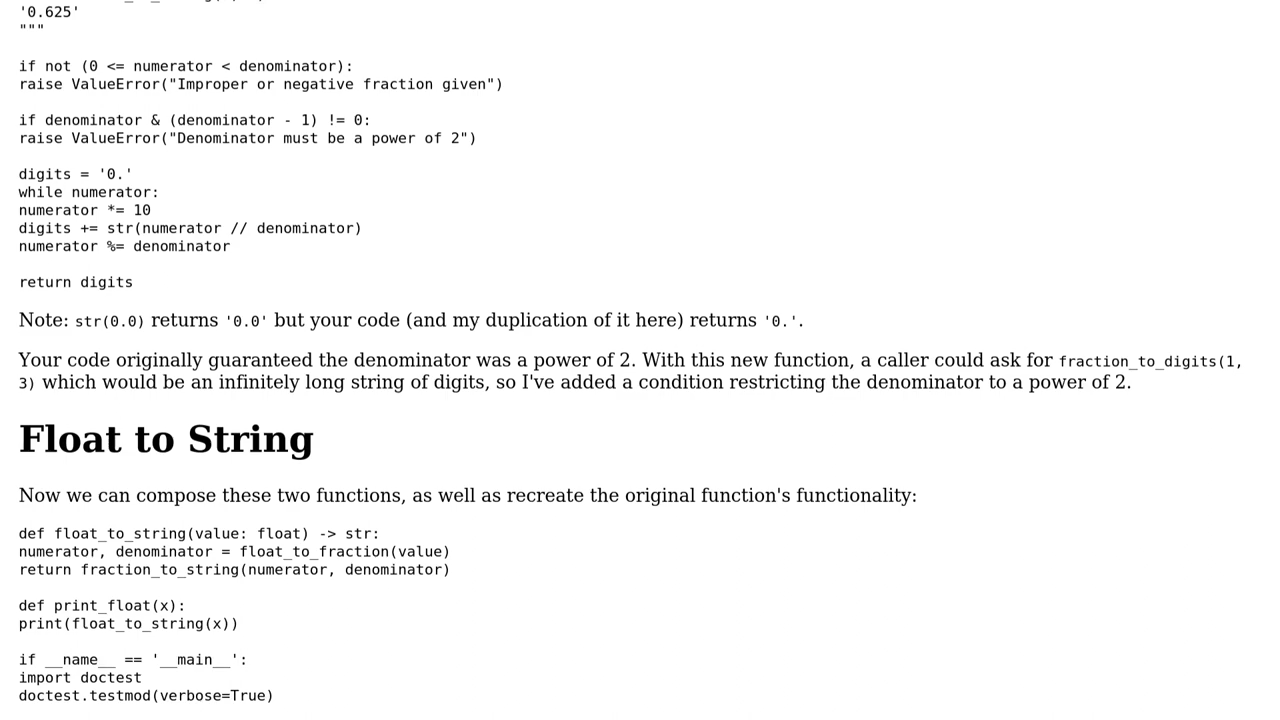 '0.625'
"""
if not (0 <= numerator < denominator):
raise ValueError("Improper or negative fraction given")
if denominator & (denominator - 1) != 0:
raise ValueError("Denominator must be a power of 2")
digits = '0.'
while numerator:
numerator *= 10
digits += str(numerator // denominator)
numerator %= denominator
return digits
Note: str(0.0) returns '0.0' but your code (and my duplication of it here) returns '0.'.
Your code originally guaranteed the denominator was a power of 2. With this new function, a caller could ask for fraction_to_digits(1,
3) which would be an infinitely long string of digits, so I've added a condition restricting the denominator to a power of 2.
Float to String
Now we can compose these two functions, as well as recreate the original function's functionality:
def float_to_string(value: float) -> str:
numerator, denominator = float_to_fraction(value)
return fraction_to_string(numerator, denominator)
def print_float(x):
print(float_to_string(x))
if __name__ == '__main__':
import doctest
doctest.testmod(verbose=True)